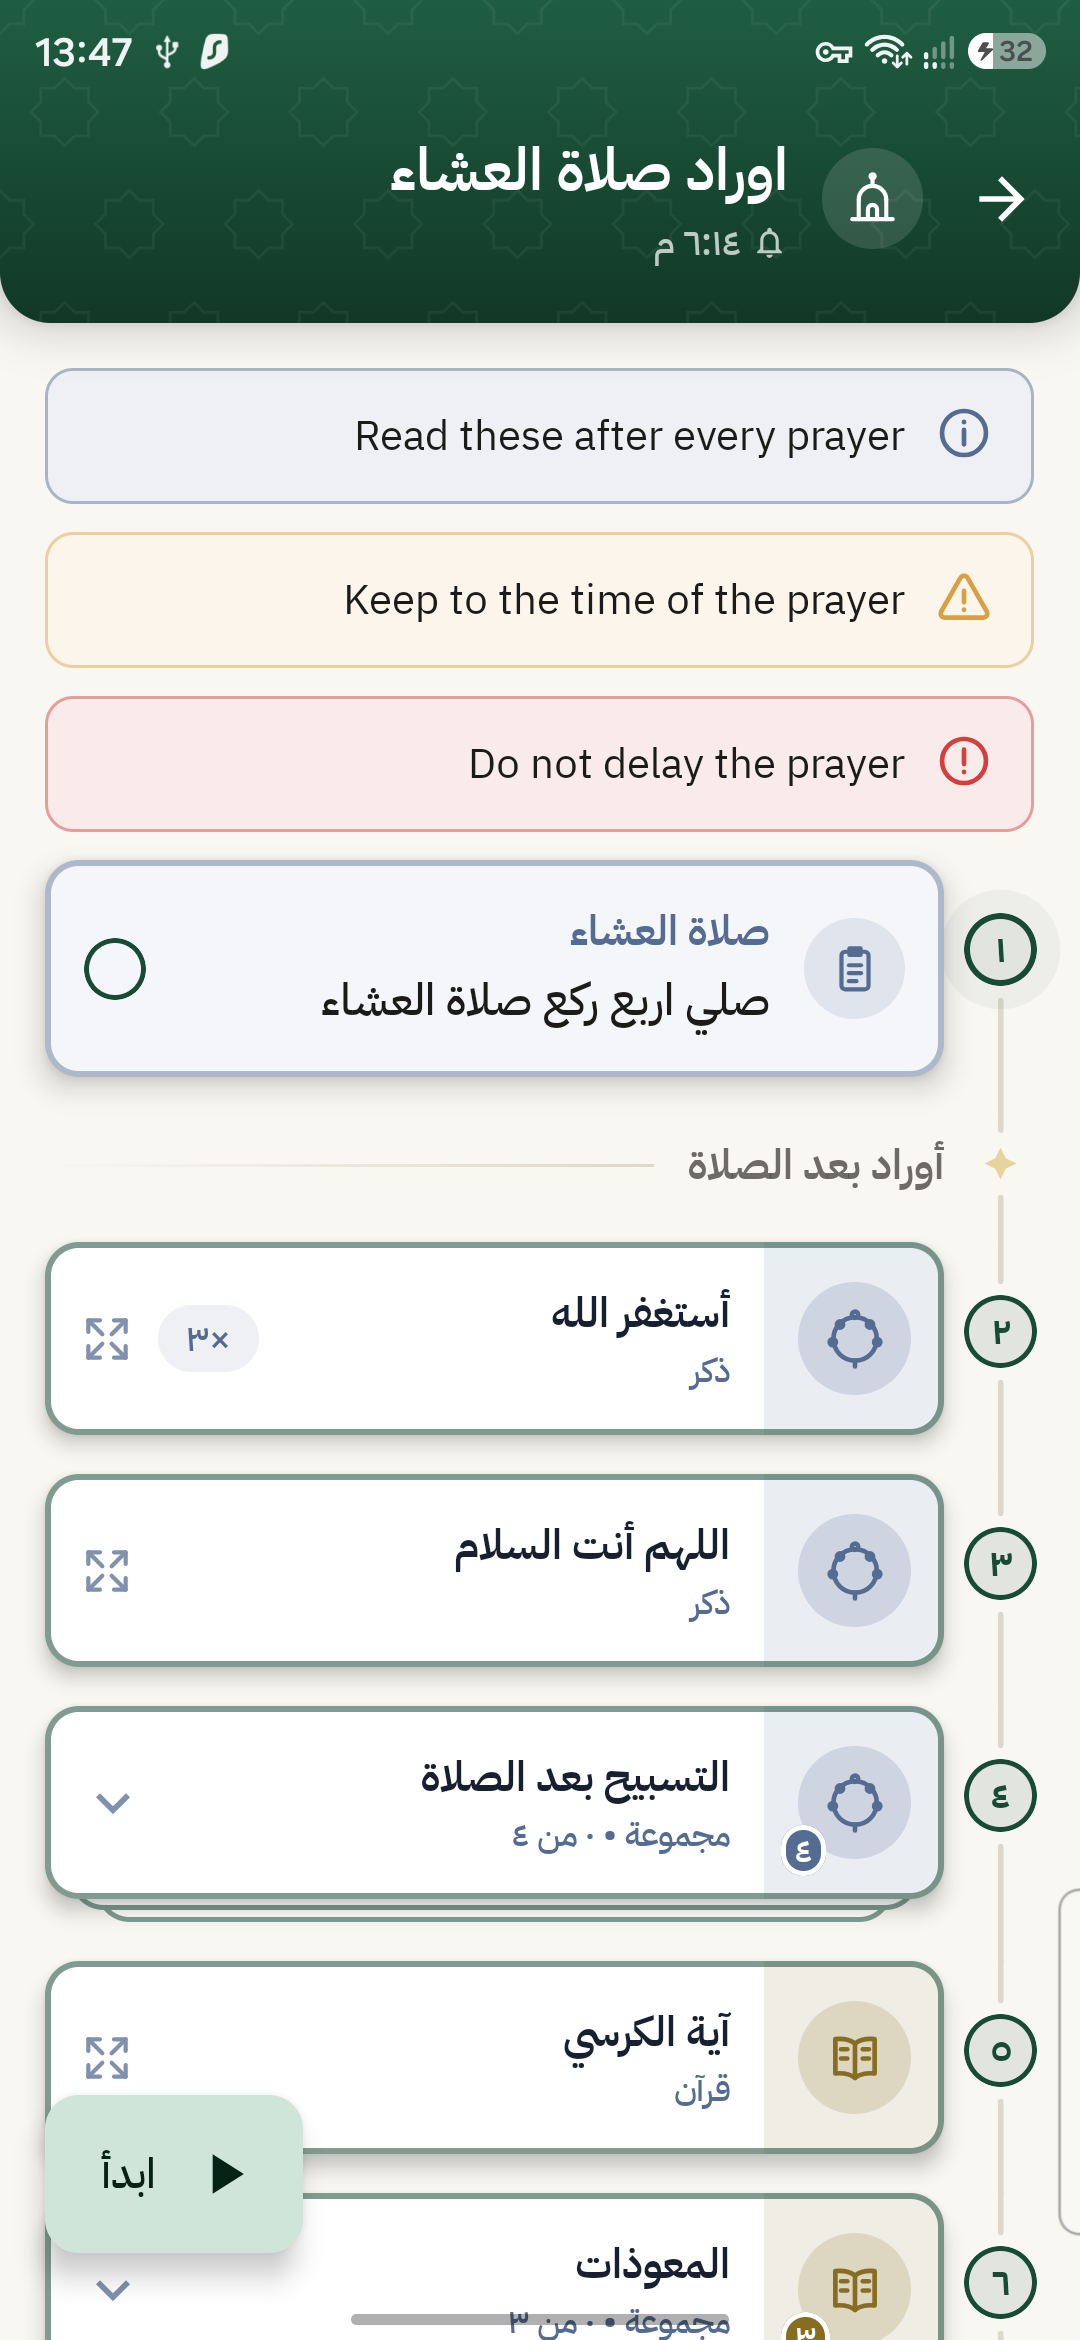 13:47
32
اوراد صلاة العشاء
٦:١٤ م
Read these after every prayer
Keep to the time of the prayer
Do not delay the prayer
١
صلاة العشاء
صلي اربع ركع صلاة العشاء
أوراد بعد الصلاة
٢
أستغفر الله
ذكر
×٣
٣
اللهم أنت السلام
ذكر
٤
التسبيح بعد الصلاة
مجموعة • ٠ من ٤
٤
٥
آية الكرسي
قرآن
ابدأ
٦
المعوذات
مجموعة • ٠ من ٣
٣